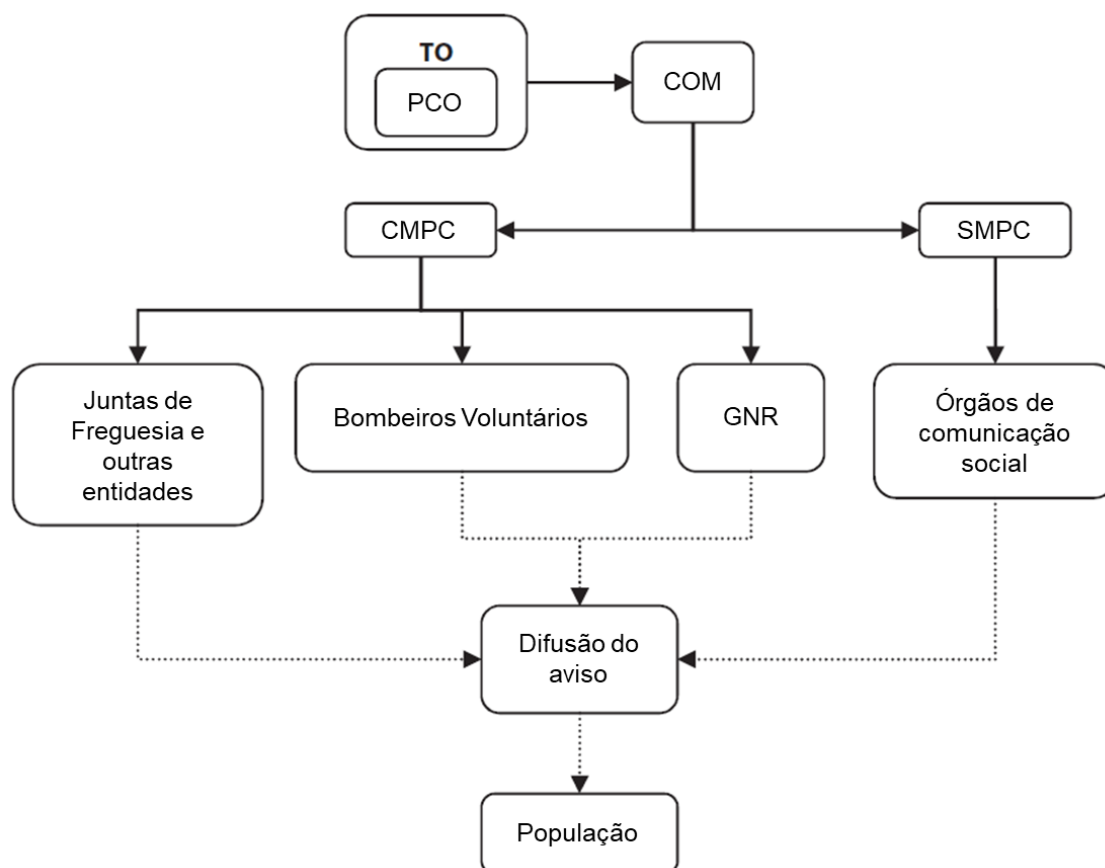 TO
PCO
COM
CMPC
SMPC
Juntas de
Freguesia e
outras
entidades
Bombeiros Voluntários
GNR
Órgãos de
comunicação
social
Difusão do
aviso
População